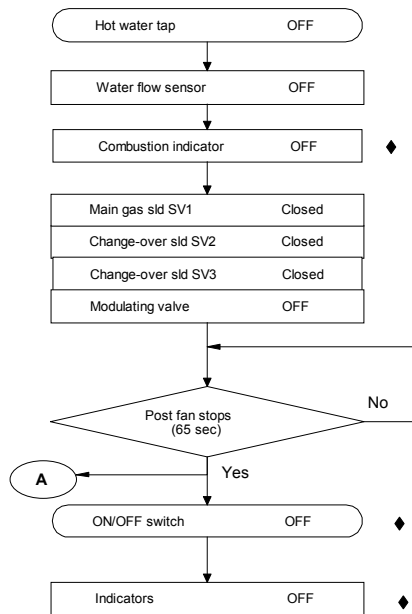 Hot water tap OFF
Water flow sensor OFF
Combustion indicator OFF
Main gas sld SV1 Closed
Change-over sld SV2 Closed
Change-over sld SV3 Closed
Modulating valve OFF
Post fan stops
(65 sec)
No
Yes
A
ON/OFF switch OFF
Indicators OFF